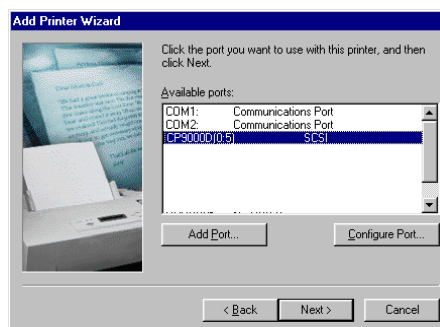 Add Printer Wizard
Click the port you want to use with this printer, and then
click Next.
Available ports:
COM1: Communications Port
COM2: Communications Port
CP9000D(0:5) SCSI
Add Port...
Configure Port...
< Back
Next >
Cancel